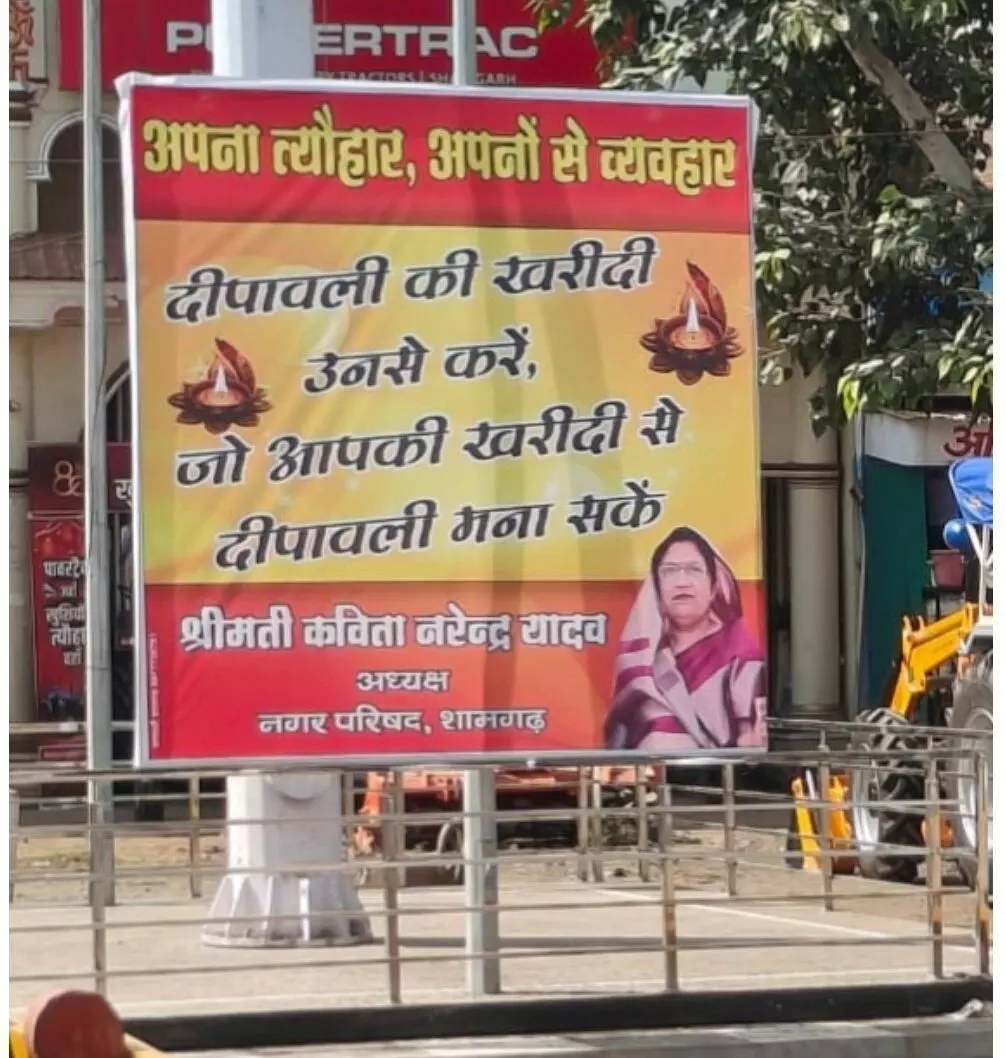 अपना त्यौहार, अपनों से व्यवहार
दीपावली की खरीदी
उनसे करें,
जो आपकी खरीदी से
दीपावली मना सकें
श्रीमती कविता नरेन्द्र यादव
अध्यक्ष
नगर परिषद, शामगढ़